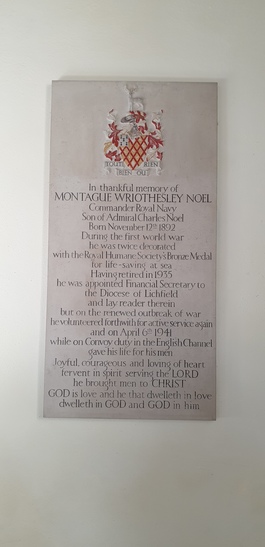 In thankful memory of
MONTAGUE WRIOTHESLEY NOEL
Commander Royal Navy
Son of Admiral Charles Noel
Born November 12th 1892
During the first world war
he was twice decorated
with the Royal Humane Society's Bronze Medal
for life-saving at sea
Having retired in 1935
he was appointed Financial Secretary to
the Diocese of Lichfield
and lay reader therein
but on the renewed outbreak of war
he volunteered forthwith for active service again
and on April 6th 1941
while on Convoy duty in the English Channel
gave his life for his men
Joyful, courageous and loving of heart
fervent in spirit serving the LORD
he brought men to CHRIST
GOD is love and he that dwelleth in love
dwelleth in GOD and GOD in him